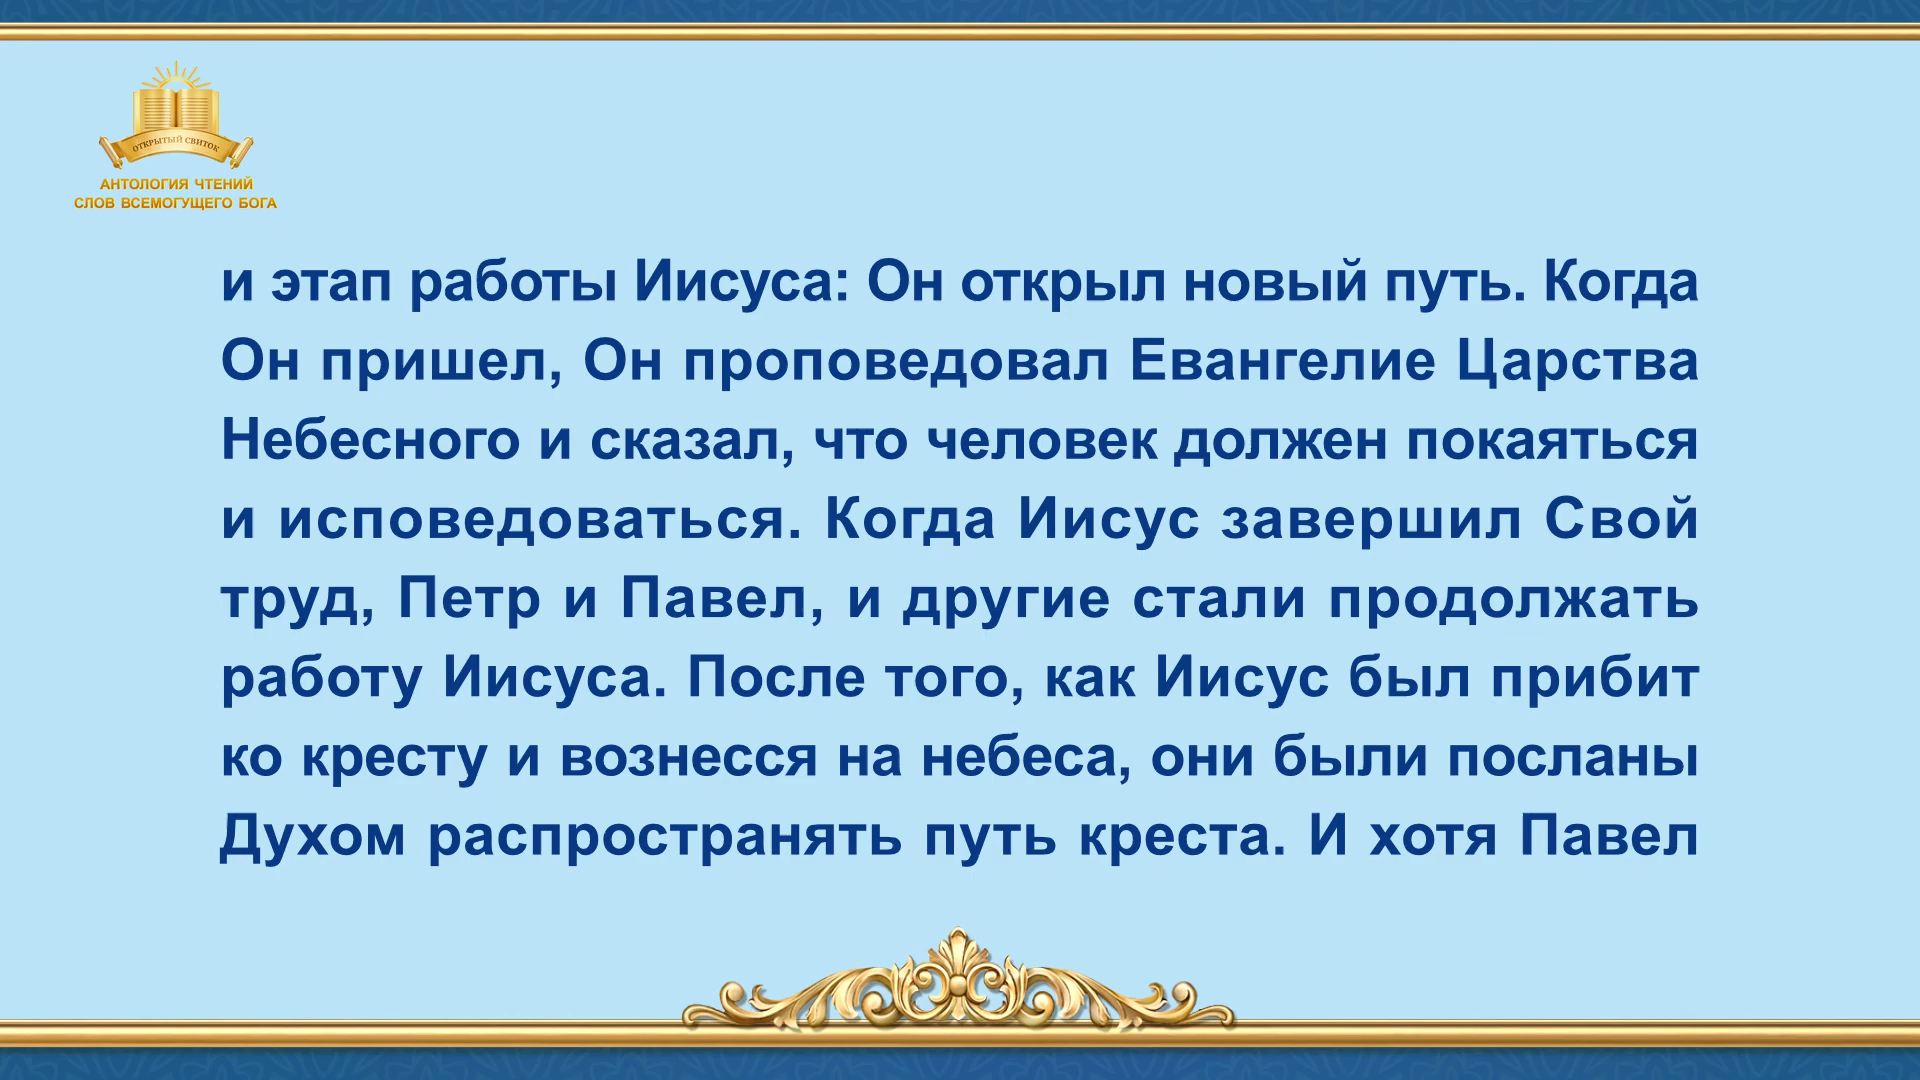 ОТКРЫТЫЙ СВИТОК
АНТОЛОГИЯ ЧТЕНИЙ
СЛОВ ВСЕМОГУЩЕГО БОГА
и этап работы Иисуса: Он открыл новый путь. Когда
Он пришел, Он проповедовал Евангелие Царства
Небесного и сказал, что человек должен покаяться
и исповедоваться. Когда Иисус завершил Свой
труд, Петр и Павел, и другие стали продолжать
работу Иисуса. После того, как Иисус был прибит
ко кресту и вознесся на небеса, они были посланы
Духом распространять путь креста. И хотя Павел